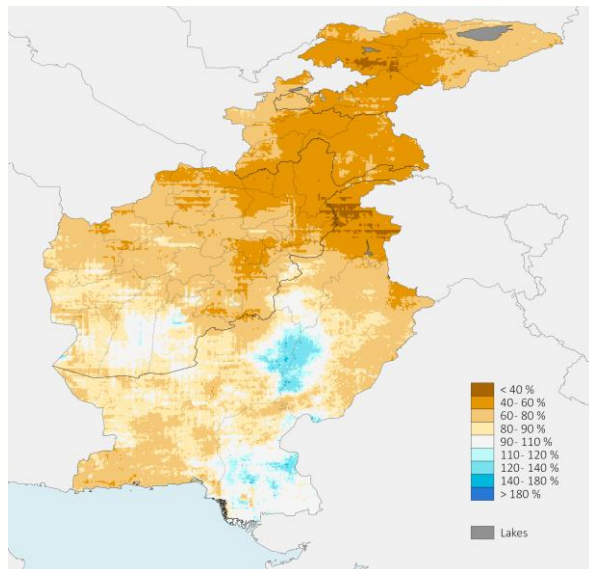 < 40 %
40- 60 %
60- 80 %
80- 90 %
90- 110 %
110- 120 %
120- 140 %
140- 180 %
> 180 %
Lakes